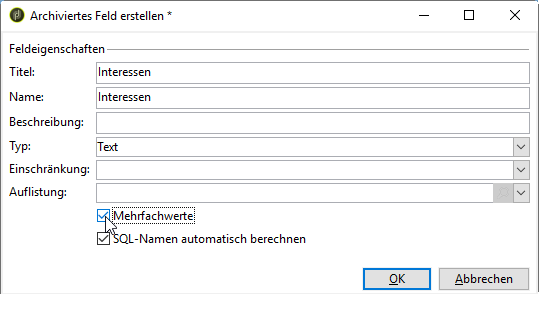 Archiviertes Feld erstellen *
Feldeigenschaften
Titel: Interessen
Name: Interessen
Beschreibung:
Typ: Text
Einschränkung:
Auflistung:
Mehrfachwerte
SQL-Namen automatisch berechnen
OK Abbrechen